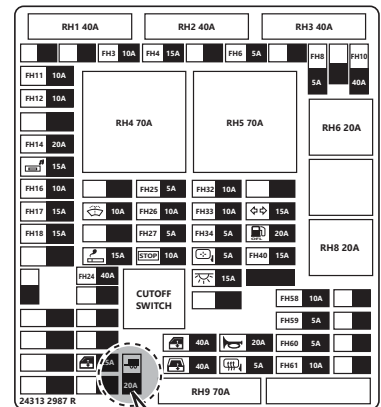 RH1 40A RH2 40A RH3 40A
FH3 10A FH4 15A FH6 5A FH8 5A FH10 40A
FH11 10A
FH12 10A
RH4 70A RH5 70A
RH6 20A
FH14 20A
15A
FH16 10A FH25 5A FH32 10A
FH17 15A 10A FH26 10A FH33 10A 15A
FH18 15A FH27 5A FH34 5A 20A
RH8 20A
15A STOP 10A 5A FH40 15A
FH24 40A 15A
CUTOFF
SWITCH
FH58 10A
FH59 5A
40A 20A FH60 5A
40A 5A FH61 10A
20A
RH9 70A
24313 2987 R